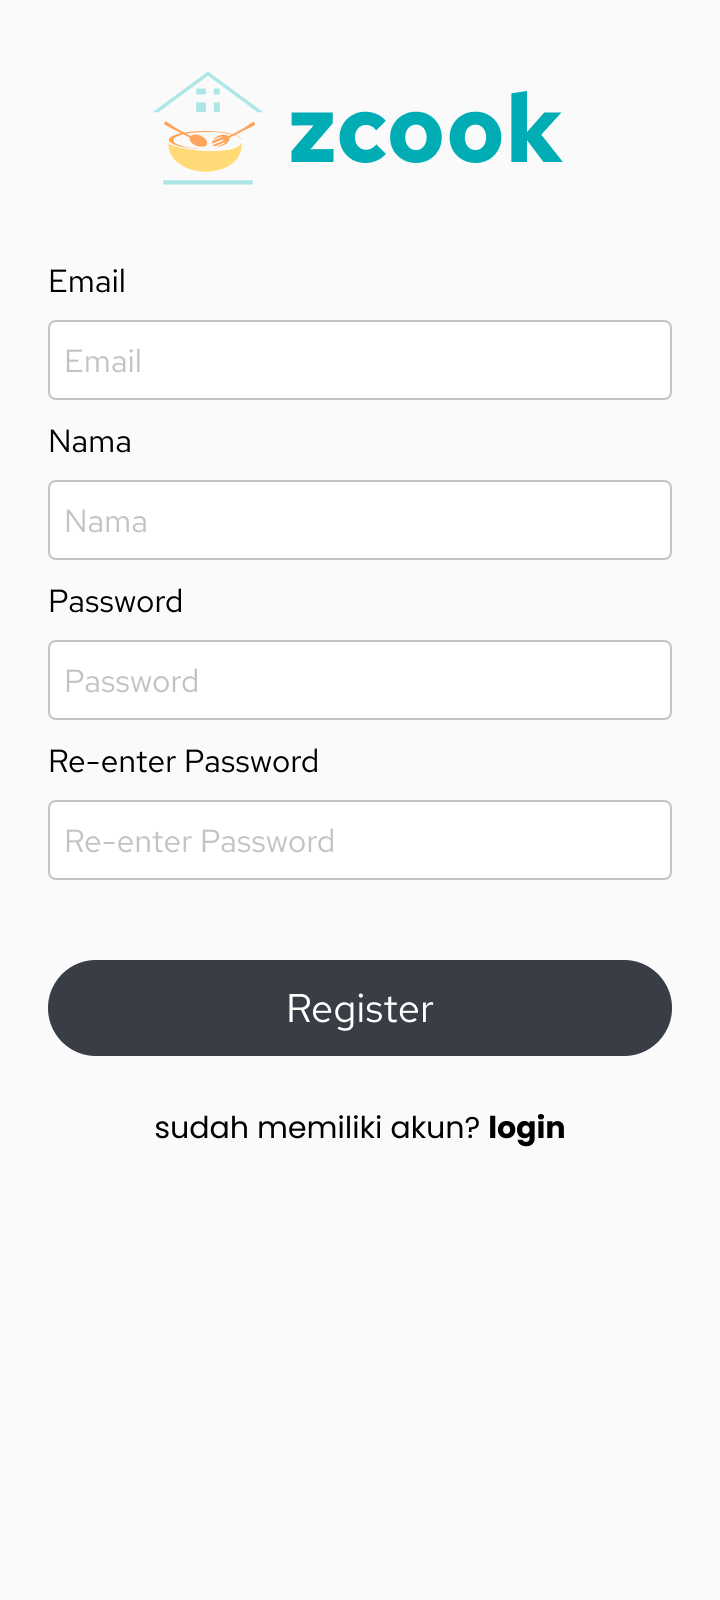 zcook
Email
Email
Nama
Nama
Password
Password
Re-enter Password
Re-enter Password
Register
sudah memiliki akun? login